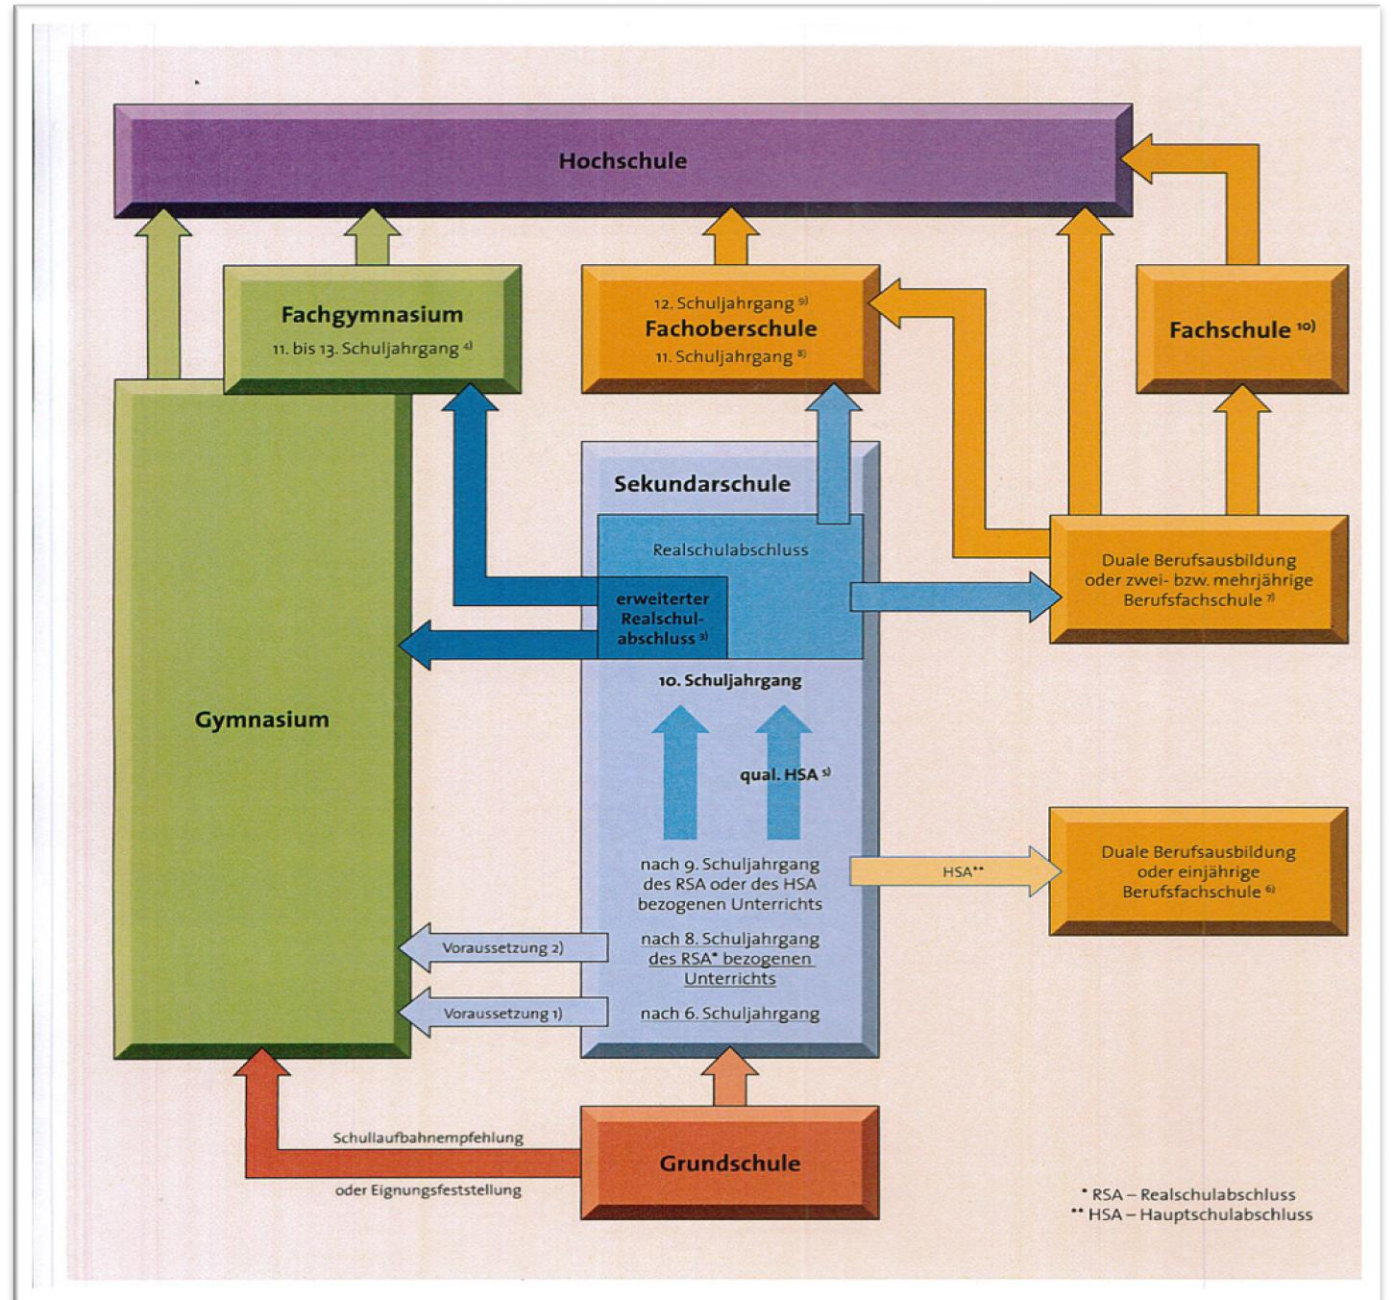 Hochschule
Fachgymnasium
11. bis 13. Schuljahrgang 4)
12. Schuljahrgang 9)
Fachoberschule
11. Schuljahrgang 8)
Fachschule 10)
Sekundarschule
Realschulabschluss
erweiterter
Realschul-
abschluss 3)
Duale Berufsausbildung
oder zwei- bzw. mehrjährige
Berufsfachschule 7)
10. Schuljahrgang
Gymnasium
qual. HSA 5)
nach 9. Schuljahrgang
des RSA oder des HSA
bezogenen Unterrichts
HSA**
Duale Berufsausbildung
oder einjährige
Berufsfachschule 6)
Voraussetzung 2)
nach 8. Schuljahrgang
des RSA* bezogenen
Unterrichts
Voraussetzung 1)
nach 6. Schuljahrgang
Schullaufbahnempfehlung
oder Eignungsfeststellung
Grundschule
* RSA – Realschulabschluss
** HSA – Hauptschulabschluss